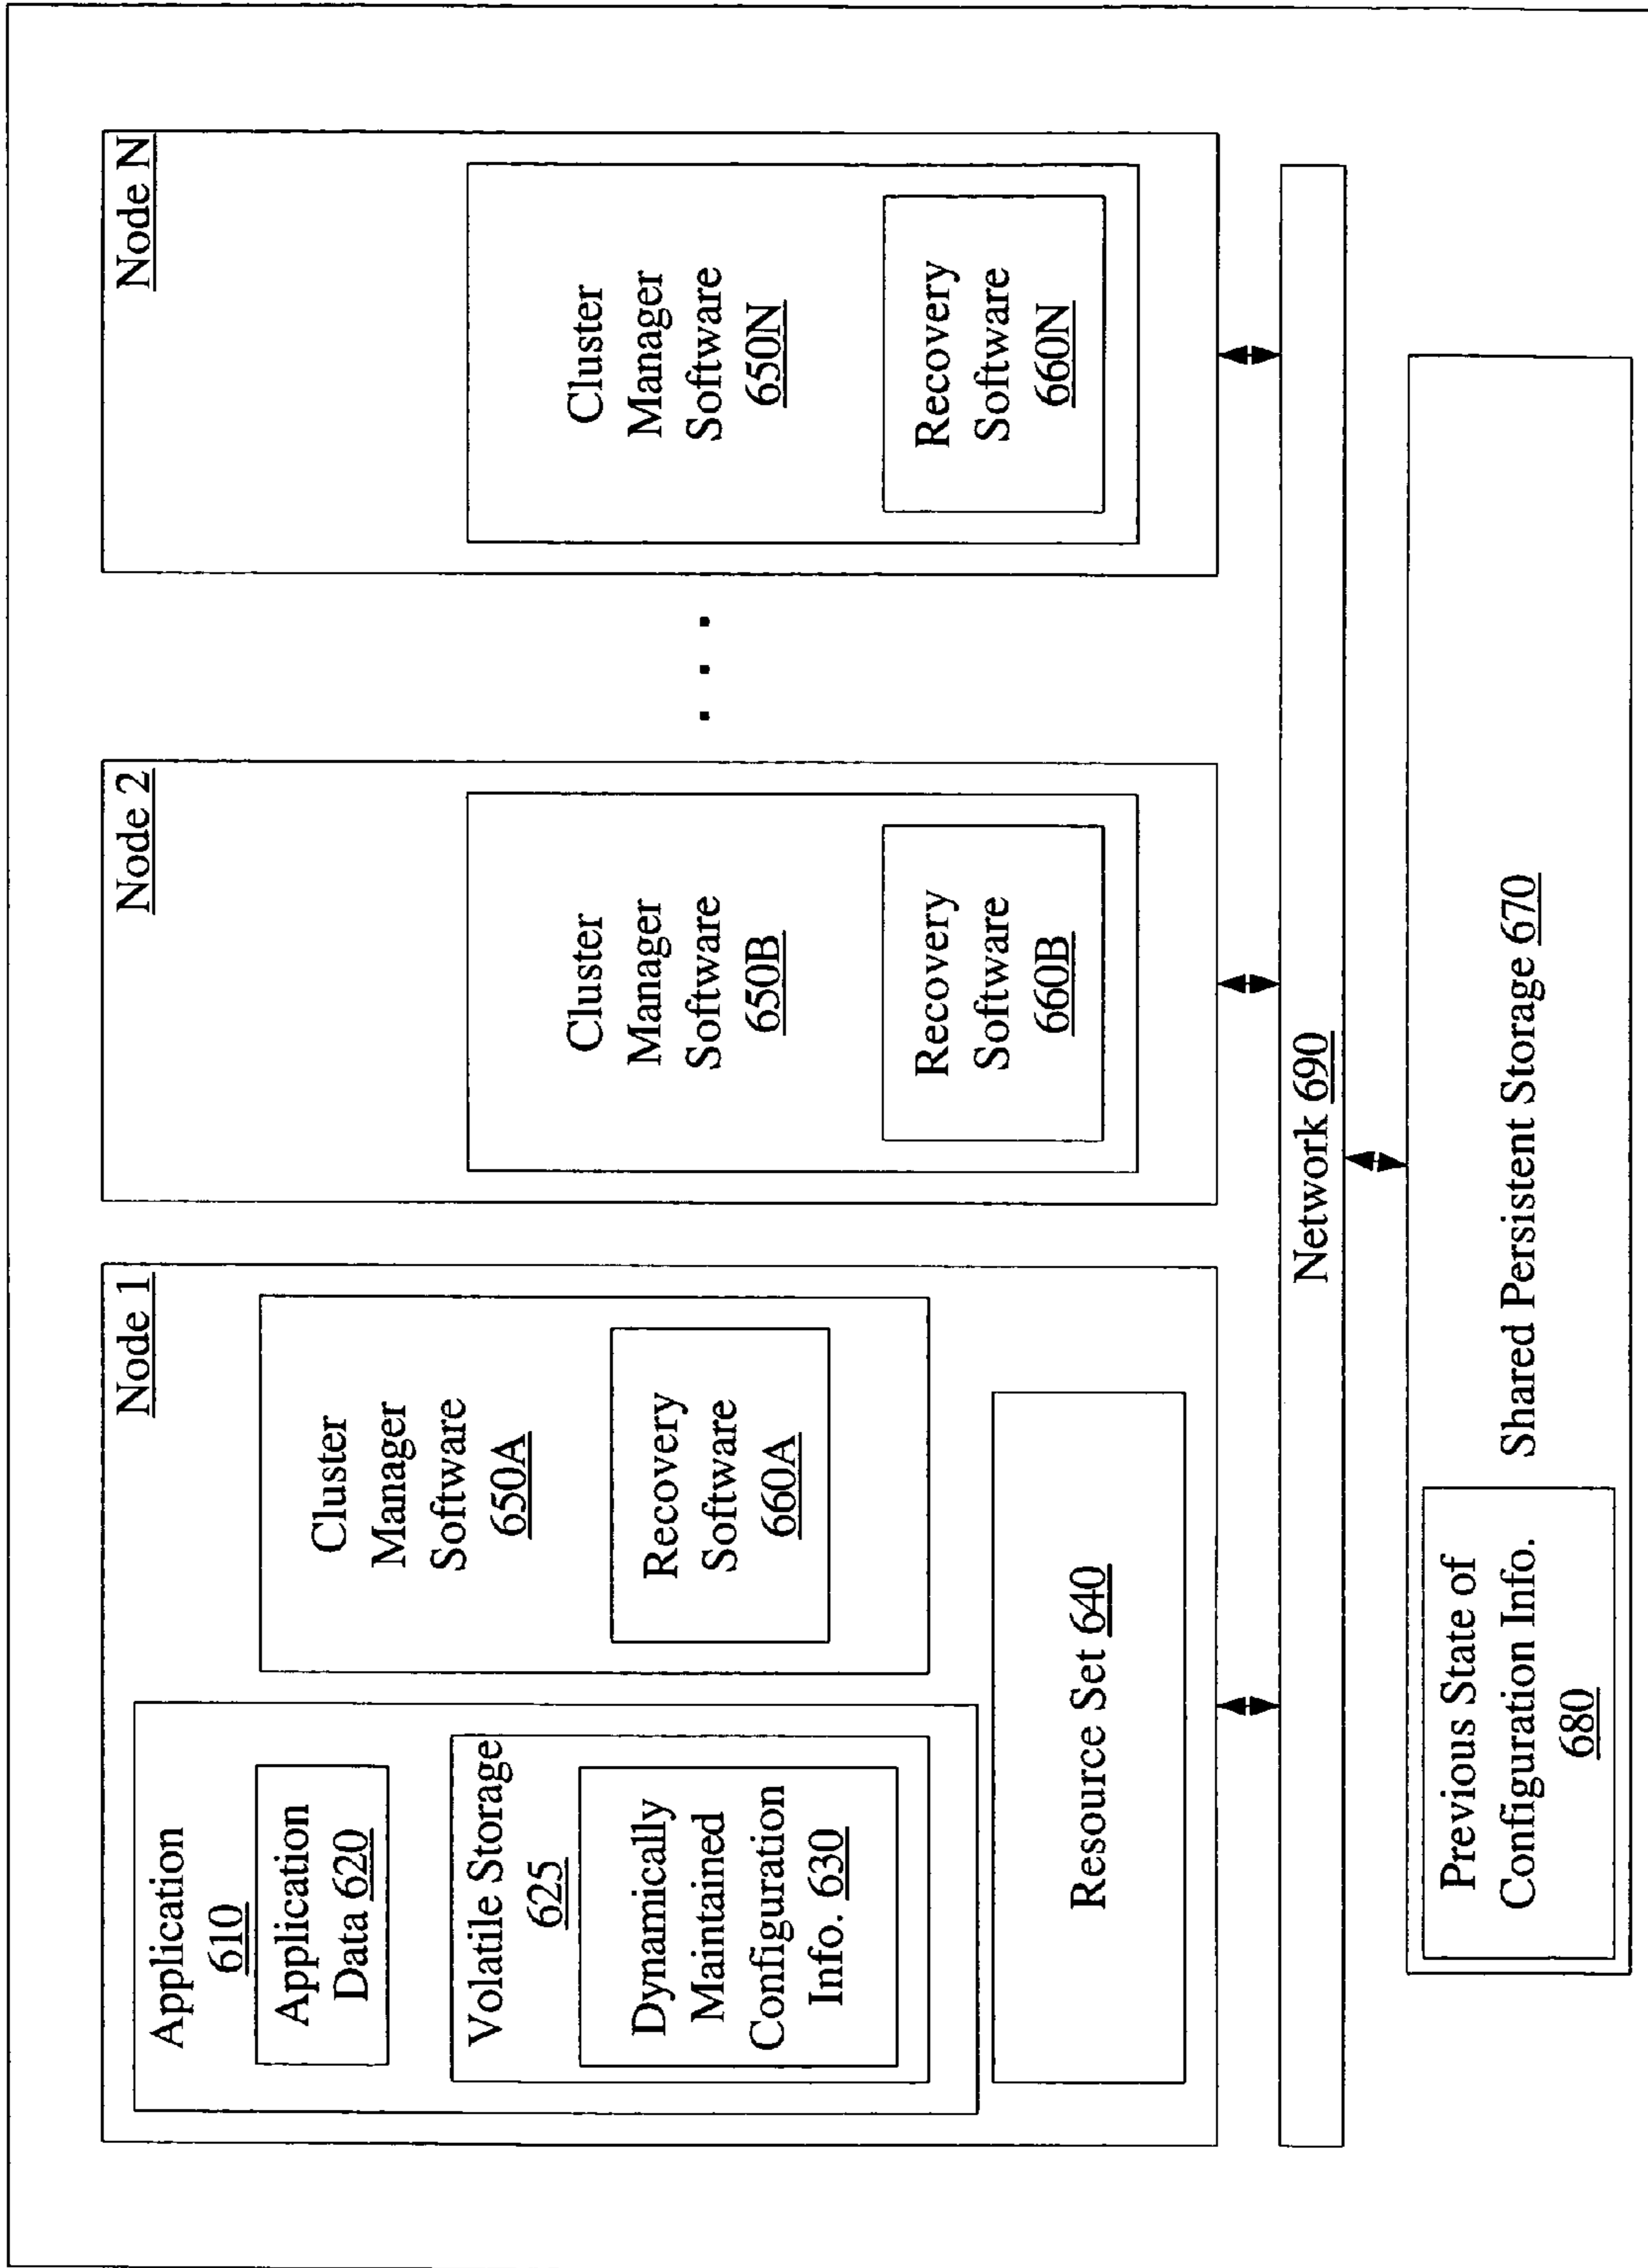 Node 1
Application
610
Application
Data 620
Volatile Storage
625
Dynamically
Maintained
Configuration
Info. 630
Cluster
Manager
Software
650A
Recovery
Software
660A
Resource Set 640
Node 2
Cluster
Manager
Software
650B
Recovery
Software
660B
. . .
Node N
Cluster
Manager
Software
650N
Recovery
Software
660N
Network 690
Previous State of
Configuration Info.
680
Shared Persistent Storage 670